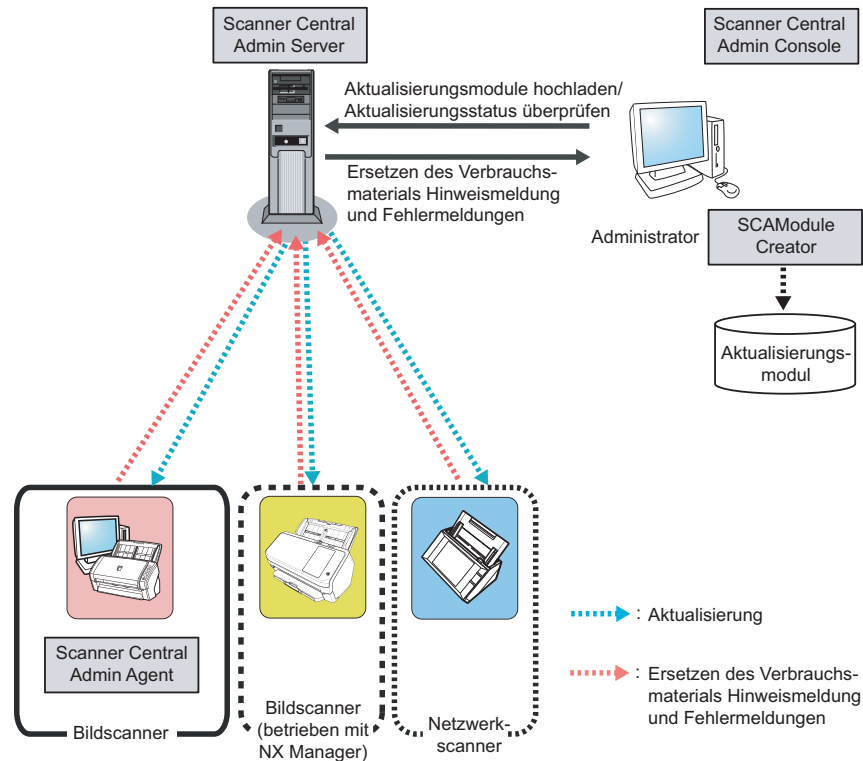 Scanner Central
Admin Server
Scanner Central
Admin Console
Aktualisierungsmodule hochladen/
Aktualisierungsstatus überprüfen
Ersetzen des Verbrauchs-
materials Hinweismeldung
und Fehlermeldungen
Administrator
SCAModule
Creator
Aktualisierungs-
modul
Scanner Central
Admin Agent
Bildscanner
Bildscanner
(betrieben mit
NX Manager)
Netzwerk-
scanner
: Aktualisierung
: Ersetzen des Verbrauchs-
materials Hinweismeldung
und Fehlermeldungen